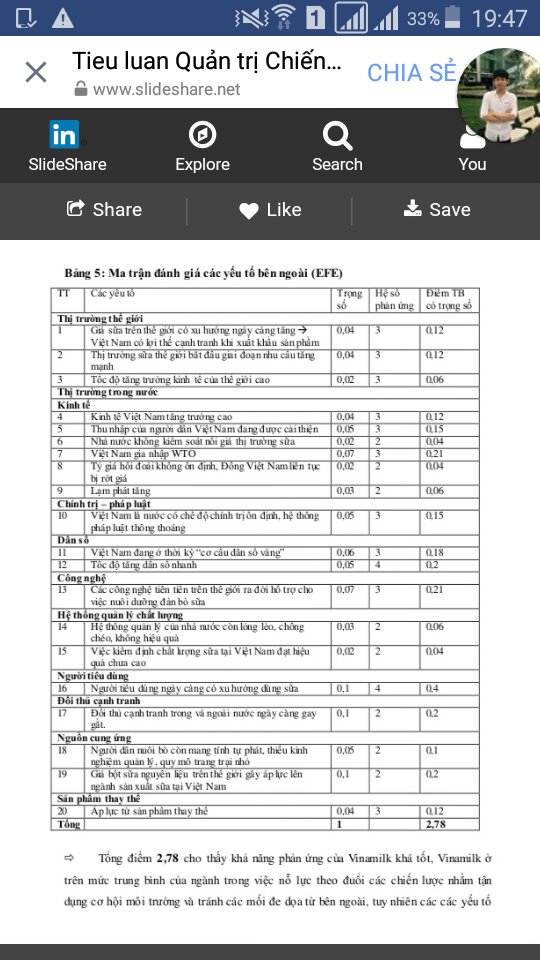 33% 19:47
1
Tieu luan Quản trị Chiến...
www.slideshare.net
CHIA SẺ
in
SlideShare Explore Search You
Share Like Save
Bảng 5: Ma trận đánh giá các yếu tố bên ngoài (EFE)
TT Các yếu tố Trọng số Hệ số phản ứng Điểm TB có trọng số
Thị trường thế giới
1 Giá sữa trên thế giới có xu hướng ngày càng tăng → 0,04 3 0,12
Việt Nam có lợi thế cạnh tranh khi xuất khẩu sản phẩm
2 Thị trường sữa thế giới bắt đầu giai đoạn nhu cầu tăng 0,04 3 0,12
mạnh
3 Tốc độ tăng trưởng kinh tế của thế giới cao 0,02 3 0,06
Thị trường trong nước
Kinh tế
4 Kinh tế Việt Nam tăng trưởng cao 0,04 3 0,12
5 Thu nhập của người dân Việt Nam đang được cải thiện 0,05 3 0,15
6 Nhà nước không kiểm soát nổi giá thị trường sữa 0,02 2 0,04
7 Việt Nam gia nhập WTO 0,07 3 0,21
8 Tỷ giá hối đoái không ổn định, Đồng Việt Nam liên tục 0,02 2 0,04
bị rớt giá
9 Lạm phát tăng 0,03 2 0,06
Chính trị – pháp luật
10 Việt Nam là nước có chế độ chính trị ổn định, hệ thống 0,05 3 0,15
pháp luật thông thoáng
Dân số
11 Việt Nam đang ở thời kỳ “cơ cấu dân số vàng” 0,06 3 0,18
12 Tốc độ tăng dân số nhanh 0,05 4 0,2
Công nghệ
13 Các công nghệ tiên tiến trên thế giới ra đời hỗ trợ cho 0,07 3 0,21
việc nuôi dưỡng đàn bò sữa
Hệ thống quản lý chất lượng
14 Hệ thống quản lý của nhà nước còn lỏng lẻo, chồng 0,03 2 0,06
chéo, không hiệu quả
15 Việc kiểm định chất lượng sữa tại Việt Nam đạt hiệu 0,02 2 0,04
quả chưa cao
Người tiêu dùng
16 Người tiêu dùng ngày càng có xu hướng dùng sữa 0,1 4 0,4
Đối thủ cạnh tranh
17 Đối thủ cạnh tranh trong và ngoài nước ngày càng gay 0,1 2 0,2
gắt.
Nguồn cung ứng
18 Người dân nuôi bò còn mang tính tự phát, thiếu kinh 0,05 2 0,1
nghiệm quản lý, quy mô trang trại nhỏ
19 Giá bột sữa nguyên liệu trên thế giới gây áp lực lên 0,1 2 0,2
ngành sản xuất sữa tại Việt Nam
Sản phẩm thay thế
20 Áp lực từ sản phẩm thay thế 0,04 3 0,12
Tổng 1 2,78
⇨ Tổng điểm 2,78 cho thấy khả năng phản ứng của Vinamilk khá tốt, Vinamilk ở
trên mức trung bình của ngành trong việc nỗ lực theo đuổi các chiến lược nhằm tận
dụng cơ hội môi trường và tránh các mối đe dọa từ bên ngoài, tuy nhiên các các yếu tố